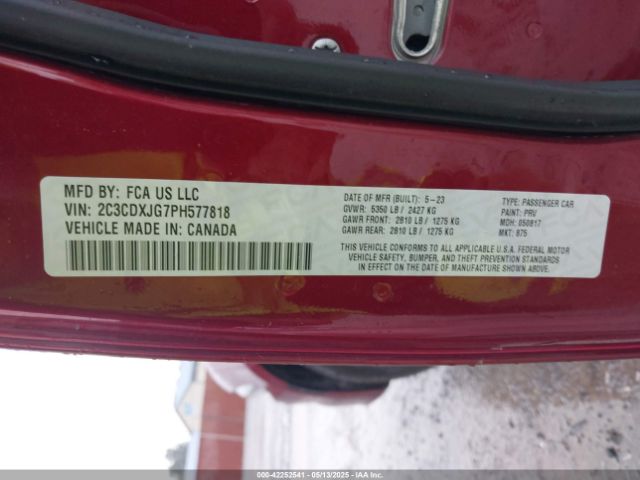 MFD BY: FCA US LLC
VIN: 2C3CDXJG7PH577818
VEHICLE MADE IN: CANADA
DATE OF MFR (BUILT): 5-23
GVWR: 5350 LB / 2427 KG
GAWR FRONT: 2810 LB / 1275 KG
GAWR REAR: 2810 LB / 1275 KG
TYPE: PASSENGER CAR
PAINT: PRV
MDH: 050817
MKT: 875
THIS VEHICLE CONFORMS TO ALL APPLICABLE U.S.A. FEDERAL MOTOR
VEHICLE SAFETY, BUMPER, AND THEFT PREVENTION STANDARDS
IN EFFECT ON THE DATE OF MANUFACTURE SHOWN ABOVE.
000-42252541 - 05/13/2025 - IAAI.com